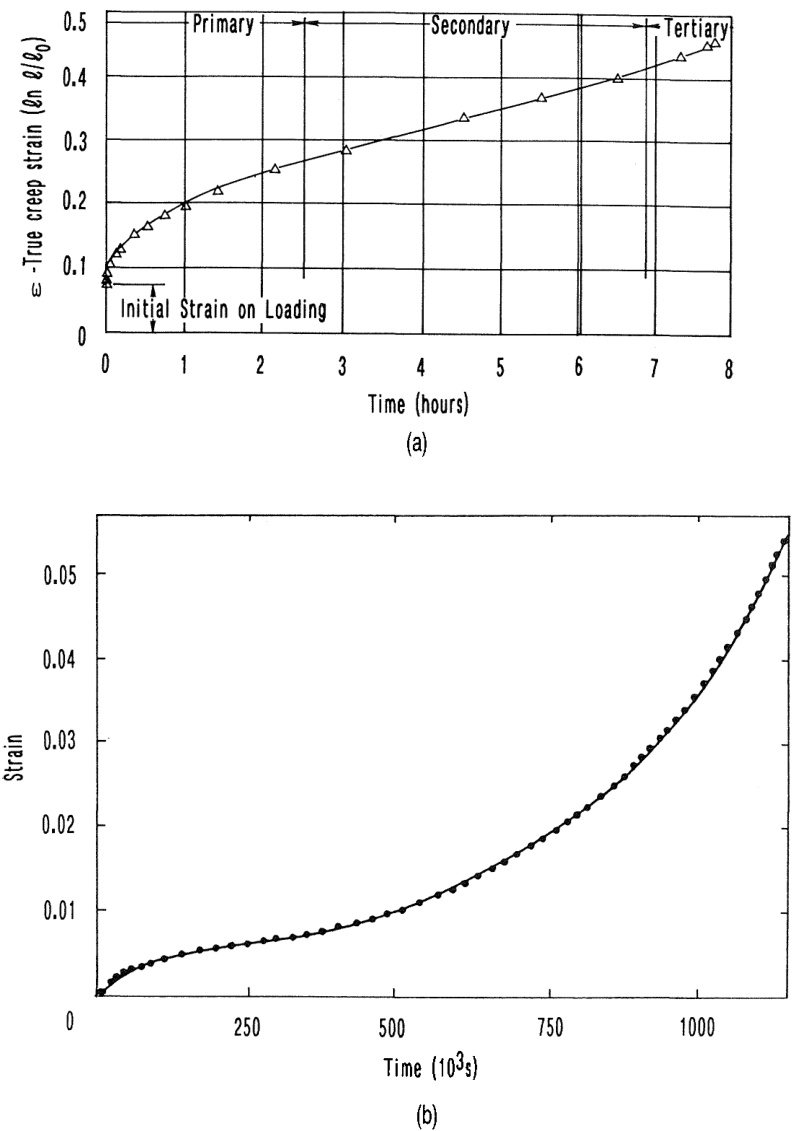 Primary Secondary Tertiary
0.5
0.4
0.3
0.2
0.1
0
ε -True creep strain (ℓn ℓ/ℓ₀)
Initial Strain on Loading
0 1 2 3 4 5 6 7 8
Time (hours)
(a)
0.05
0.04
0.03
0.02
0.01
0
Strain
250 500 750 1000
Time (10³s)
(b)